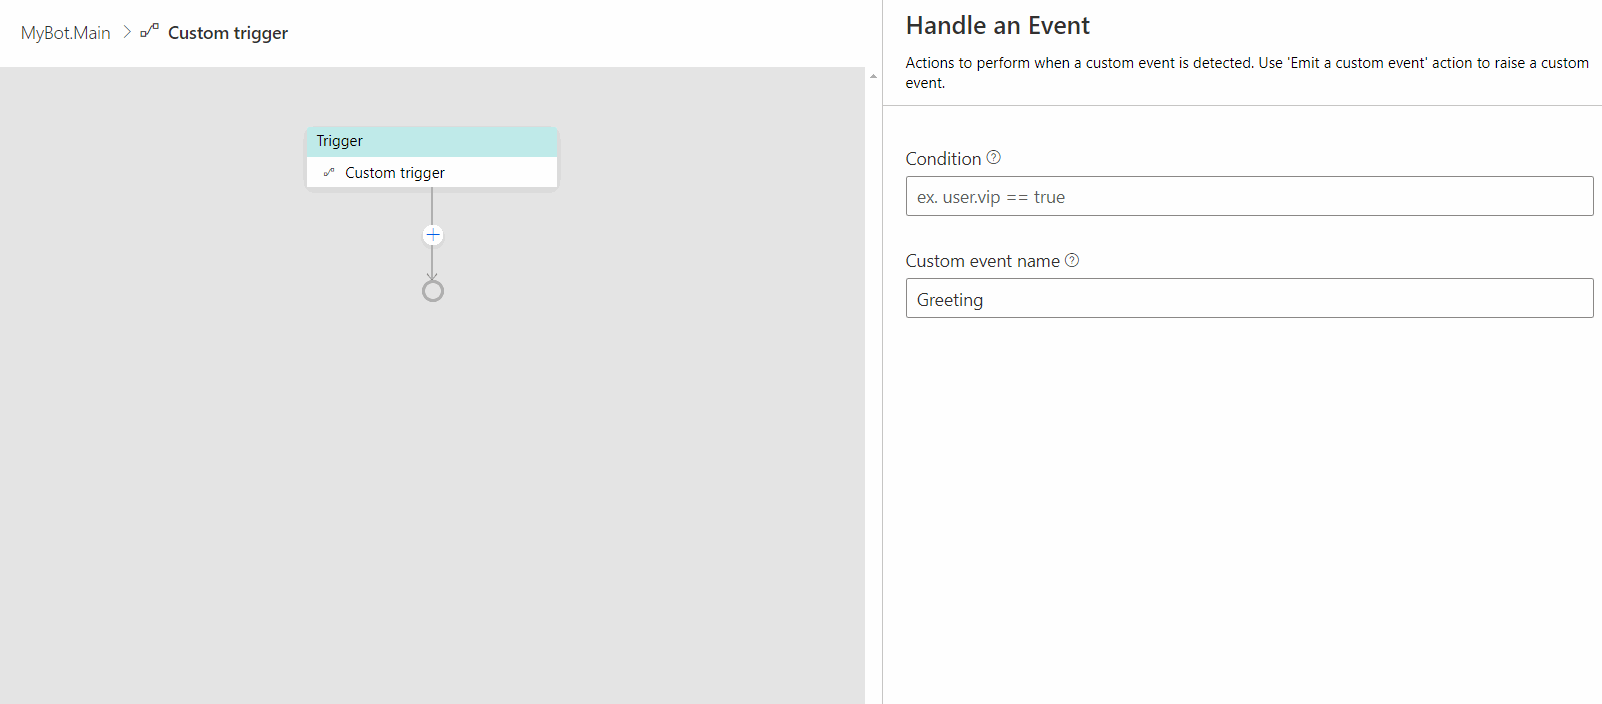 MyBot.Main > Custom trigger
Trigger
Custom trigger
Handle an Event
Actions to perform when a custom event is detected. Use 'Emit a custom event' action to raise a custom
event.
Condition
ex. user.vip == true
Custom event name
Greeting